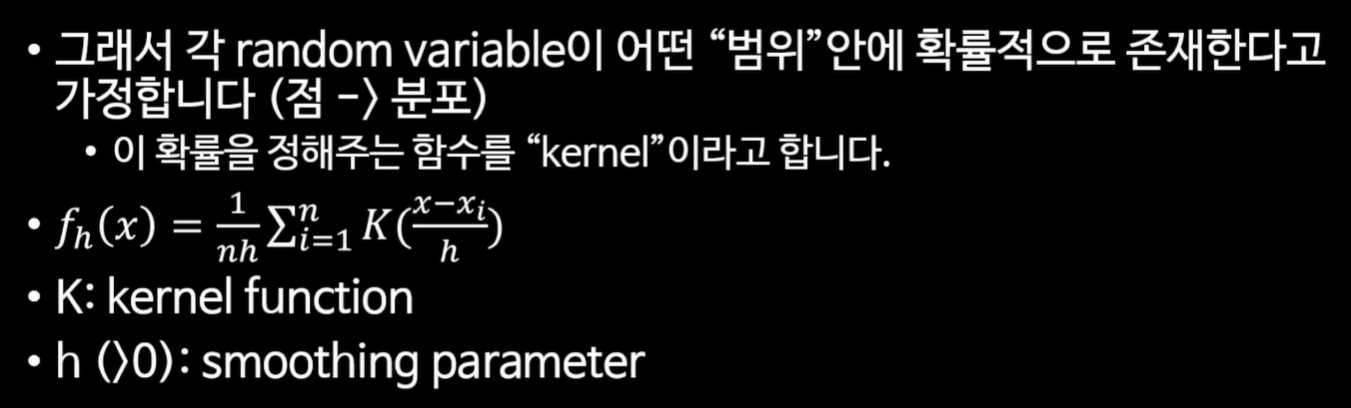 • 그래서 각 random variable이 어떤 “범위”안에 확률적으로 존재한다고
가정합니다 (점 -> 분포)
• 이 확률을 정해주는 함수를 “kernel”이라고 합니다.
• $f_h(x) = \frac{1}{nh} \sum_{i=1}^{n} K(\frac{x-x_i}{h})$
• K: kernel function
• h (>0): smoothing parameter